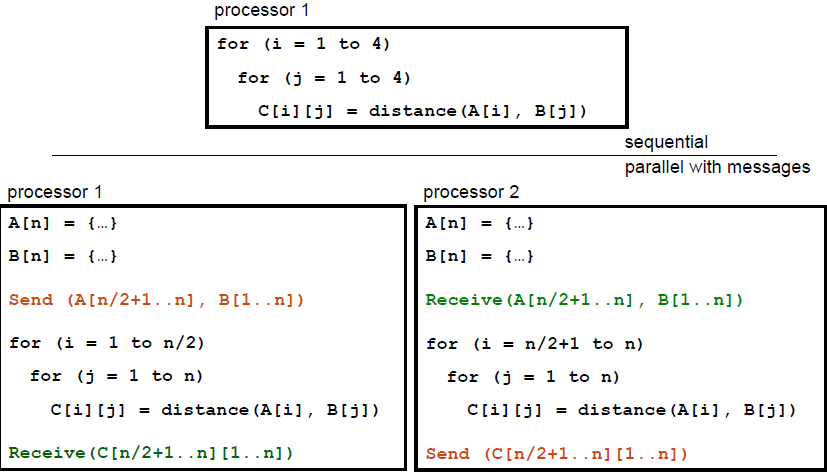 processor 1
for (i = 1 to 4)
for (j = 1 to 4)
C[i][j] = distance(A[i], B[j])
sequential
parallel with messages
processor 1
A[n] = {…}
B[n] = {…}
Send (A[n/2+1..n], B[1..n])
for (i = 1 to n/2)
for (j = 1 to n)
C[i][j] = distance(A[i], B[j])
Receive(C[n/2+1..n][1..n])
processor 2
A[n] = {…}
B[n] = {…}
Receive(A[n/2+1..n], B[1..n])
for (i = n/2+1 to n)
for (j = 1 to n)
C[i][j] = distance(A[i], B[j])
Send (C[n/2+1..n][1..n])